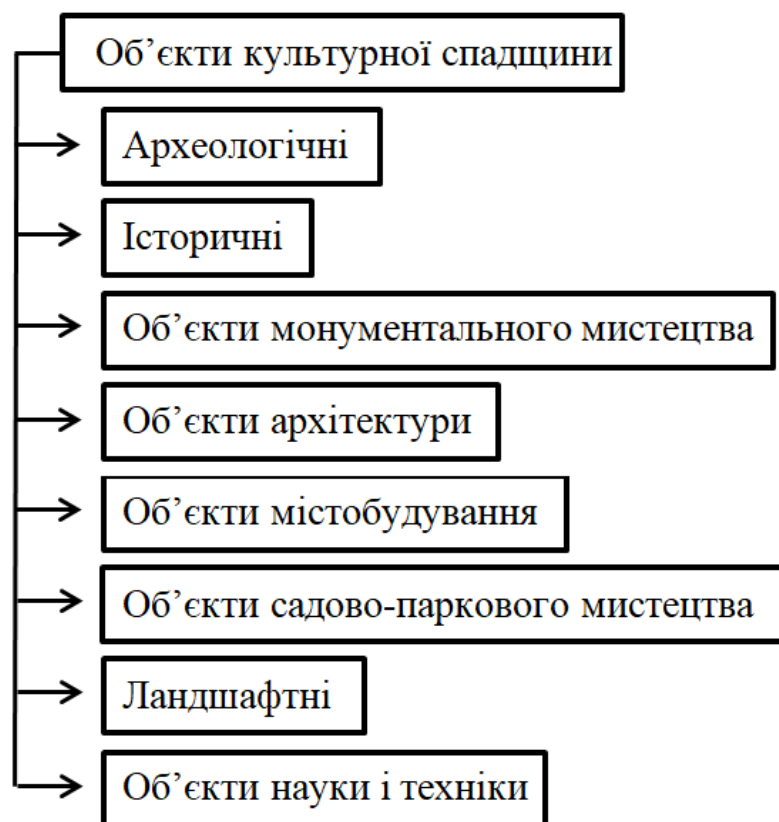 Об’єкти культурної спадщини
Археологічні
Історичні
Об’єкти монументального мистецтва
Об’єкти архітектури
Об’єкти містобудування
Об’єкти садово-паркового мистецтва
Ландшафтні
Об’єкти науки і техніки